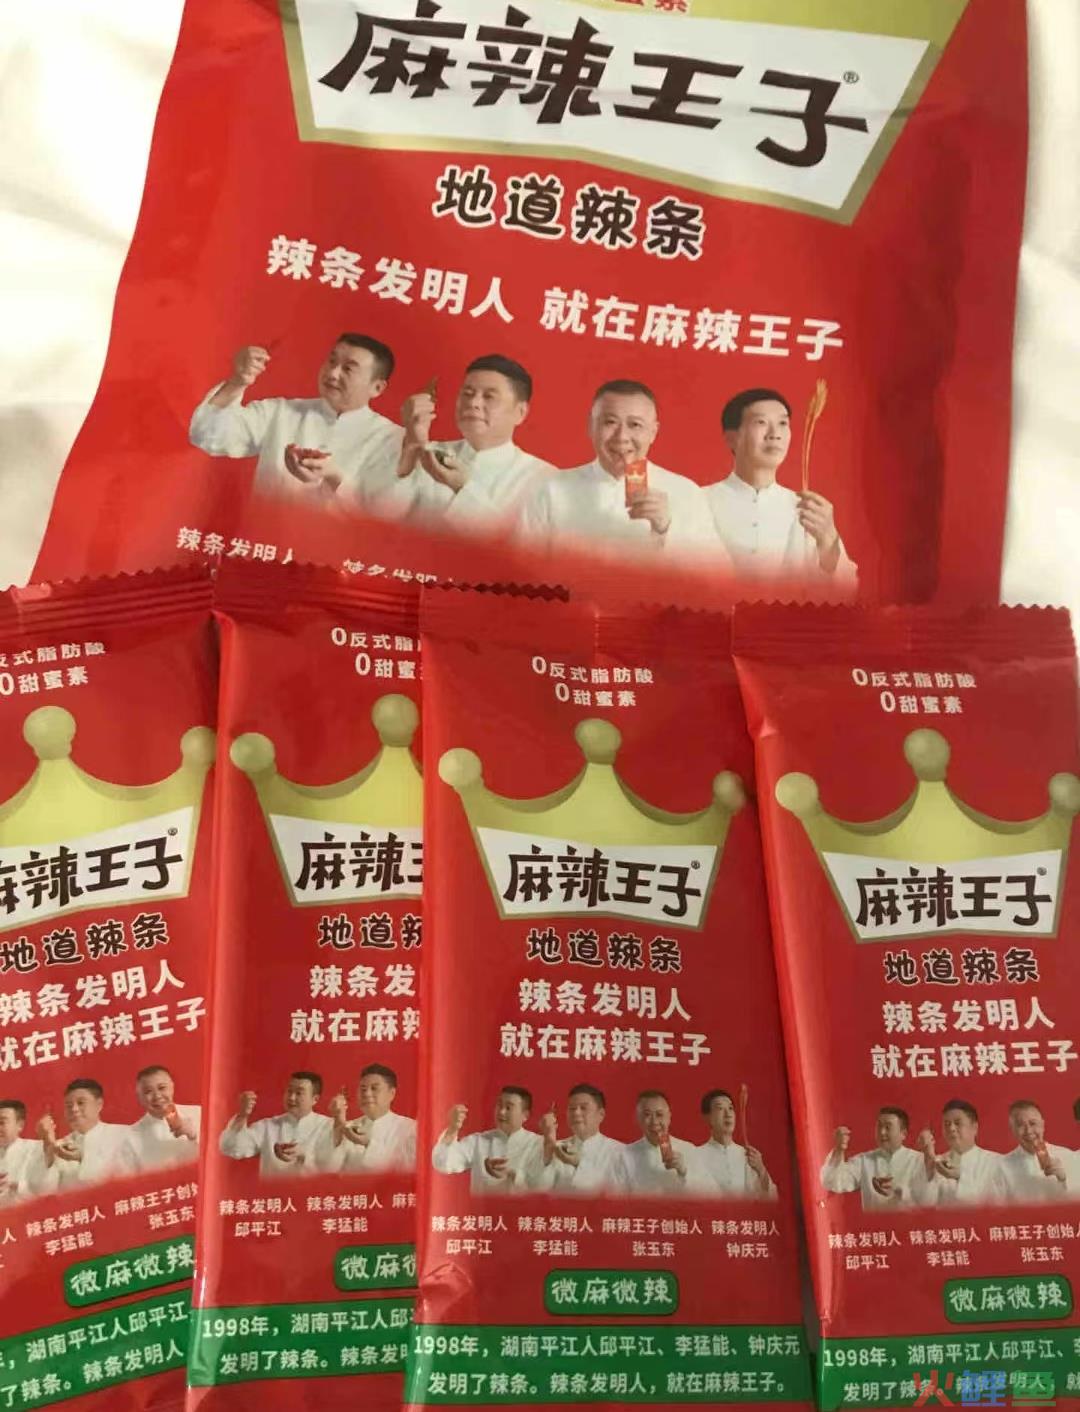 麻辣王子®
地道辣条
辣条发明人 就在麻辣王子
辣条发明人
辣条发明人
反式脂肪酸
0甜蜜素
麻辣王子®
地道辣条
辣条发明人
就在麻辣王子
辣条发明人 麻辣王子创始
李猛能 张玉东
微麻微辣
湖南平江人邱平江
了辣条。辣条发明人
0反式脂
0甜蜜
麻辣
地道
辣条发
就在麻辣
辣条发明人 辣条发明人 麻辣
邱平江 李猛能
微麻微
1998年，湖南平江人邱平
发明了辣条。辣条发
0反式脂肪酸
0甜蜜素
麻辣王子®
地道辣条
辣条发明人
就在麻辣王子
辣条发明人 辣条发明人 麻辣王子创始人 辣条发明人
邱平江 李猛能 张玉东 钟庆元
微麻微辣
1998年，湖南平江人邱平江、李猛能、钟庆元
发明了辣条。辣条发明人，就在麻辣王子。
0反式脂肪酸
0甜蜜素
麻辣王子®
地道辣条
辣条发明人
就在麻辣王子
辣条发明人 辣条发明人 麻辣王子创始人
邱平江 李猛能 张玉东
微麻微辣
1998年，湖南平江人邱平江、
发明了辣条。辣条发明人，就
火鲤鱼